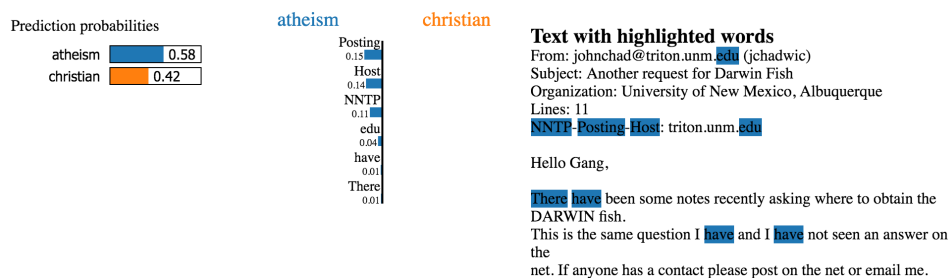 Prediction probabilities
atheism 0.58
christian 0.42
atheism christian
Posting
0.15
Host
0.14
NNTP
0.11
edu
0.04
have
0.01
There
0.01
Text with highlighted words
From: johnchad@triton.unm.edu (jchadwic)
Subject: Another request for Darwin Fish
Organization: University of New Mexico, Albuquerque
Lines: 11
NNTP-Posting-Host: triton.unm.edu
Hello Gang,
There have been some notes recently asking where to obtain the
DARWIN fish.
This is the same question I have and I have not seen an answer on
the
net. If anyone has a contact please post on the net or email me.